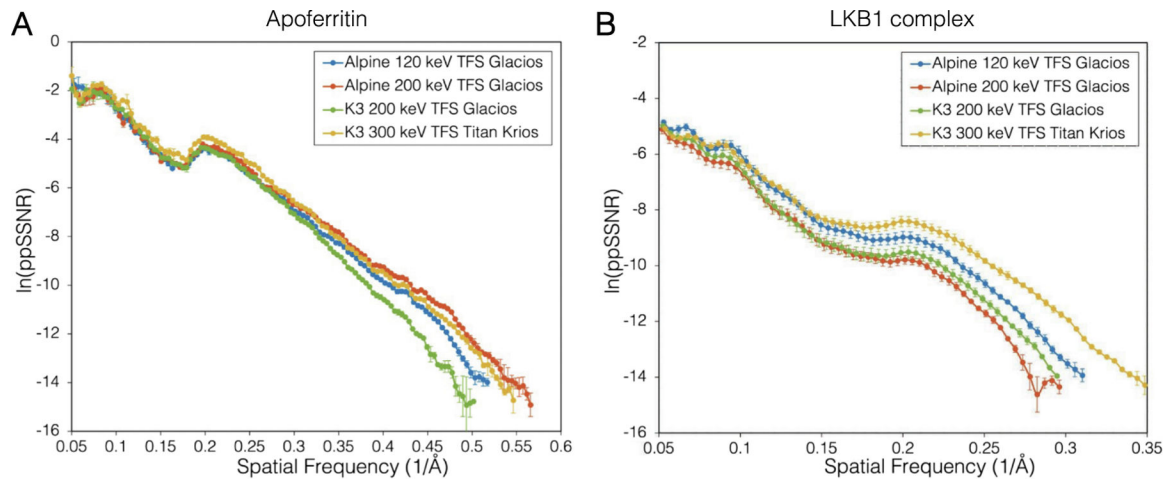 A
Apoferritin
0
-2
-4
-6
-8
-10
-12
-14
-16
ln(ppSSNR)
Alpine 120 keV TFS Glacios
Alpine 200 keV TFS Glacios
K3 200 keV TFS Glacios
K3 300 keV TFS Titan Krios
0.05 0.1 0.15 0.2 0.25 0.3 0.35 0.4 0.45 0.5 0.55 0.6
Spatial Frequency (1/Å)
B
LKB1 complex
-2
-4
-6
-8
-10
-12
-14
-16
ln(ppSSNR)
Alpine 120 keV TFS Glacios
Alpine 200 keV TFS Glacios
K3 200 keV TFS Glacios
K3 300 keV TFS Titan Krios
0.05 0.1 0.15 0.2 0.25 0.3 0.35
Spatial Frequency (1/Å)